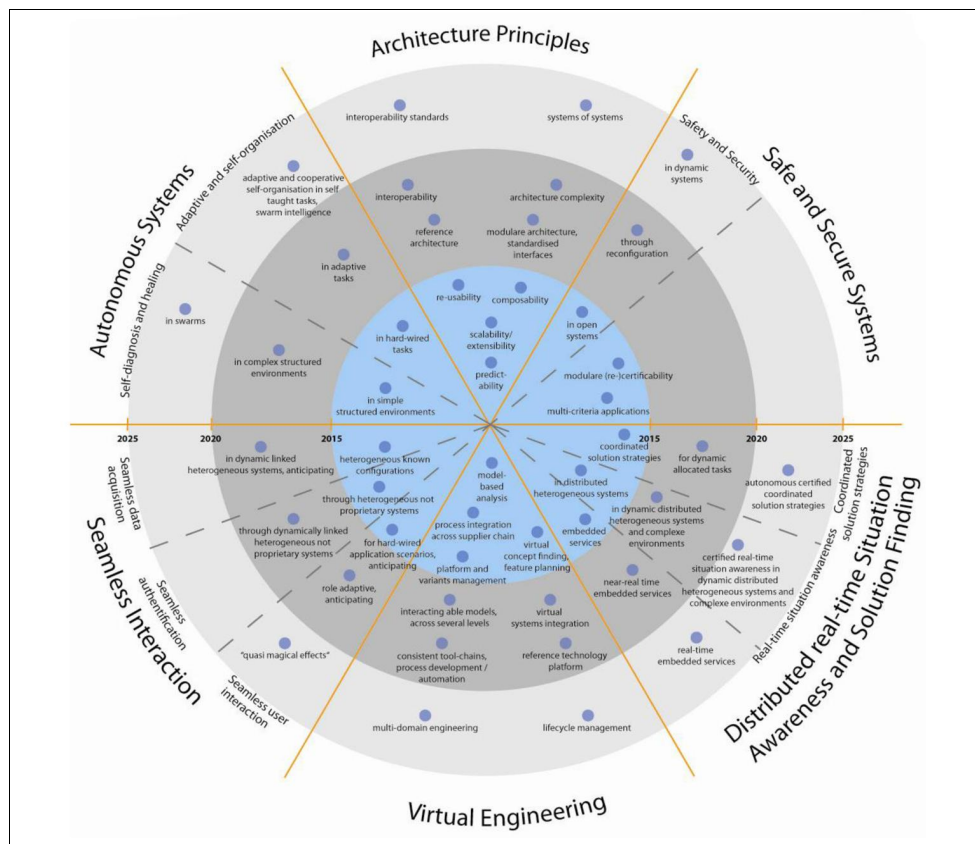 Architecture Principles
interoperability standards
systems of systems
interoperability
architecture complexity
reference
architecture
modulare architecture,
standardised
interfaces
re-usability
composability
scalability/
extensibility
predict-
ability
Safe and Secure Systems
Safety and Security
in dynamic
systems
through
reconfiguration
in open
systems
modulare (re-)certificability
multi-criteria applications
Autonomous Systems
Adaptive and self-organisation
adaptive and cooperative
self-organisation in self
taught tasks,
swarm intelligence
in adaptive
tasks
in hard-wired
tasks
Self-diagnosis and healing
in swarms
in complex structured
environments
in simple
structured environments
2025
2020
2015
2015
2020
2025
Seamless Interaction
Seamless data
acquisition
in dynamic linked
heterogeneous systems, anticipating
heterogeneous known
configurations
Seamless
authentification
through dynamically linked
heterogeneous not
proprietary systems
through heterogeneous not
proprietary systems
Seamless user
interaction
"quasi magical effects"
role adaptive,
anticipating
for hard-wired
application scenarios,
anticipating
Distributed real-time Situation
Awareness and Solution Finding
Coordinated
solution strategies
coordinated
solution strategies
for dynamic
allocated tasks
autonomous certified
coordinated
solution strategies
Real-time situation awareness
in distributed
heterogeneous systems
in dynamic distributed
heterogeneous systems
and complexe
environments
certified real-time
situation awareness in
dynamic distributed
heterogeneous systems and
complexe environments
embedded
services
near-real time
embedded services
real-time
embedded services
Virtual Engineering
model-
based
analysis
process integration
across supplier chain
virtual
concept finding,
feature planning
platform and
variants management
interacting able models,
across several levels
virtual
systems integration
consistent tool-chains,
process development /
automation
reference technology
platform
multi-domain engineering
lifecycle management